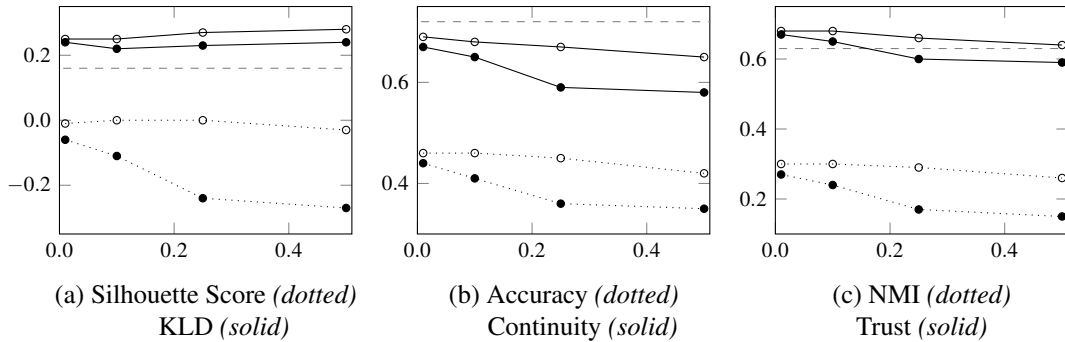 0.2
0.0
−0.2
0.0
0.2
0.4
0.6
0.4
0.0
0.2
0.4
0.6
0.4
0.2
0.0
0.2
0.4
(a) Silhouette Score (dotted)
KLD (solid)
(b) Accuracy (dotted)
Continuity (solid)
(c) NMI (dotted)
Trust (solid)